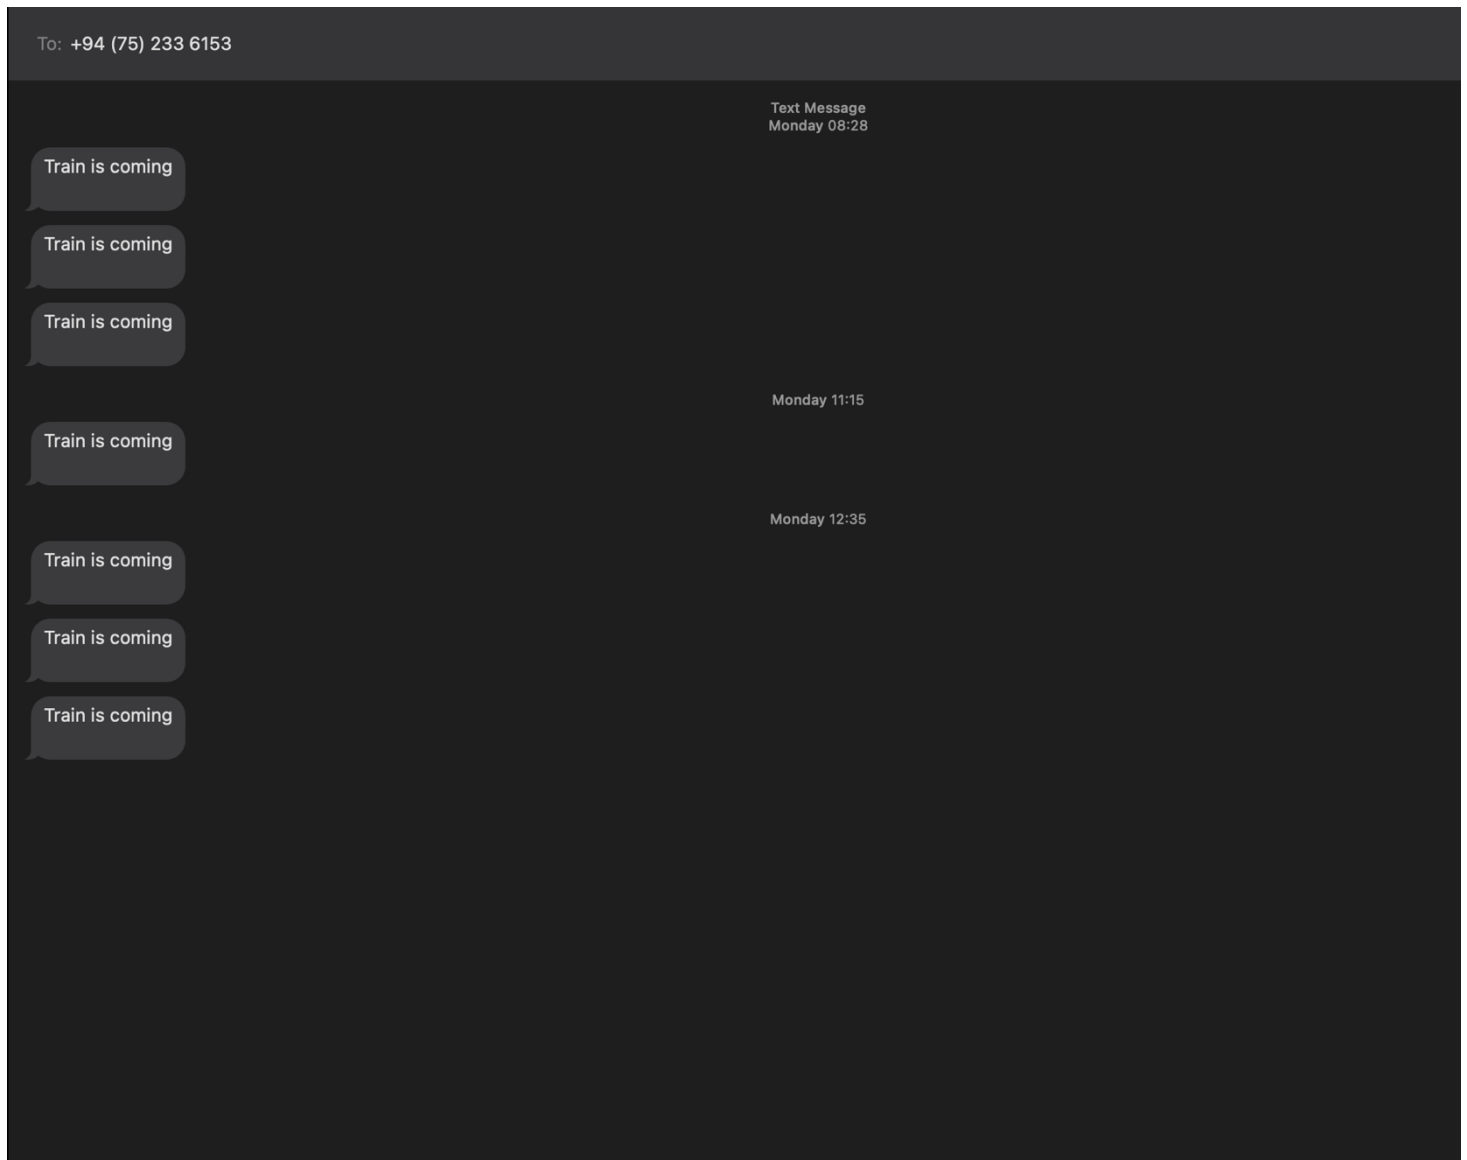 To: +94 (75) 233 6153
Text Message
Monday 08:28
Train is coming
Train is coming
Train is coming
Monday 11:15
Train is coming
Monday 12:35
Train is coming
Train is coming
Train is coming